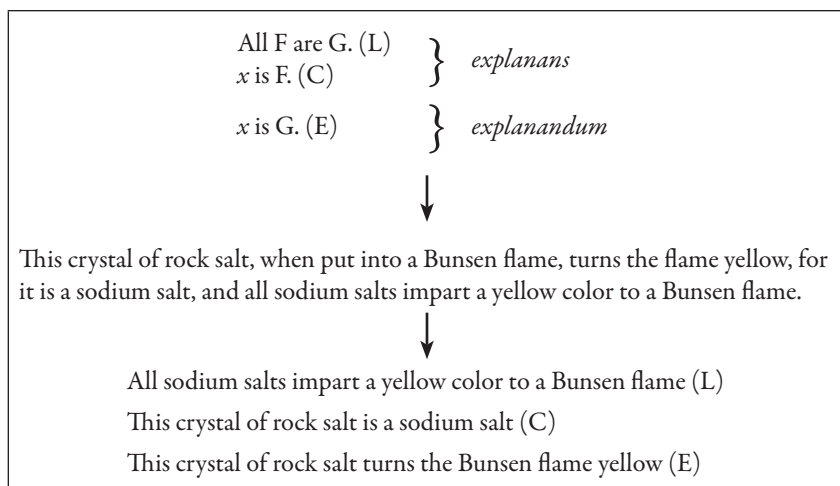 All F are G. (L)
x is F. (C)
explanans
x is G. (E)
explanandum
This crystal of rock salt, when put into a Bunsen flame, turns the flame yellow, for
it is a sodium salt, and all sodium salts impart a yellow color to a Bunsen flame.
All sodium salts impart a yellow color to a Bunsen flame (L)
This crystal of rock salt is a sodium salt (C)
This crystal of rock salt turns the Bunsen flame yellow (E)